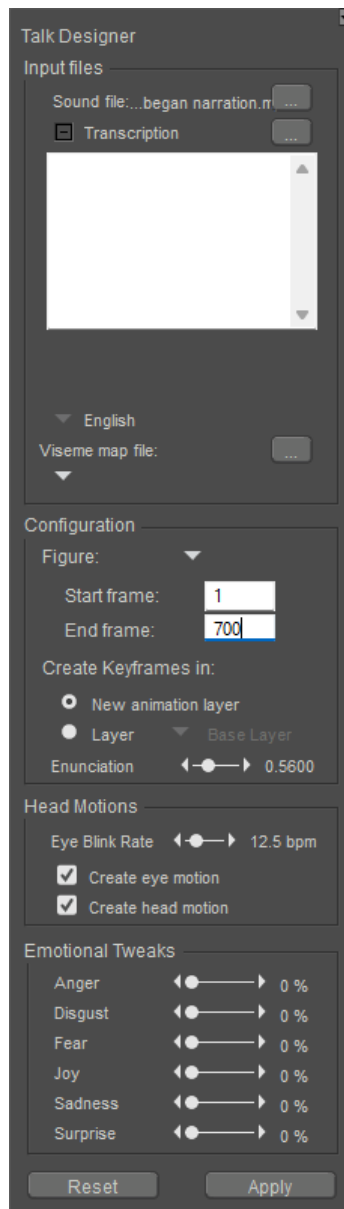 Talk Designer
Input files
Sound file:...began narration.m ...
Transcription ...
English
Viseme map file: ...
Configuration
Figure:
Start frame: 1
End frame: 700
Create Keyframes in:
New animation layer
Layer Base Layer
Enunciation 0.5600
Head Motions
Eye Blink Rate 12.5 bpm
Create eye motion
Create head motion
Emotional Tweaks
Anger 0 %
Disgust 0 %
Fear 0 %
Joy 0 %
Sadness 0 %
Surprise 0 %
Reset Apply